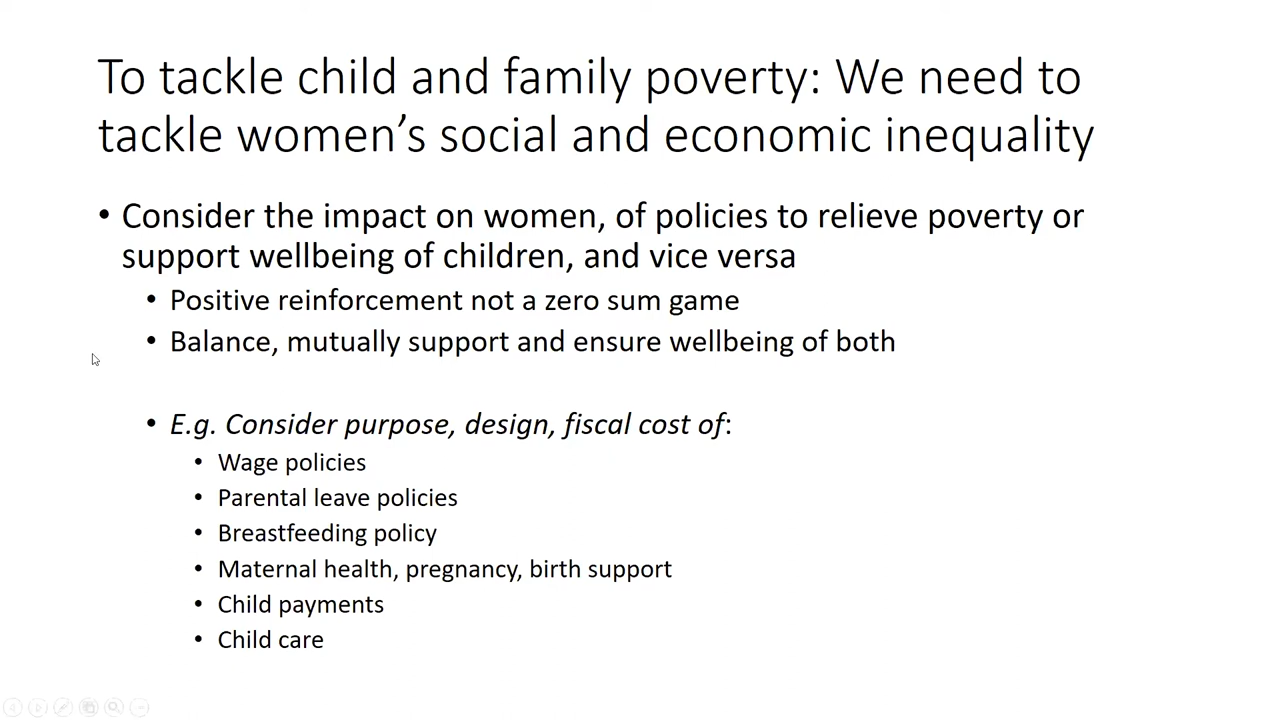 To tackle child and family poverty: We need to
tackle women’s social and economic inequality
• Consider the impact on women, of policies to relieve poverty or
support wellbeing of children, and vice versa
• Positive reinforcement not a zero sum game
• Balance, mutually support and ensure wellbeing of both
• E.g. Consider purpose, design, fiscal cost of:
• Wage policies
• Parental leave policies
• Breastfeeding policy
• Maternal health, pregnancy, birth support
• Child payments
• Child care